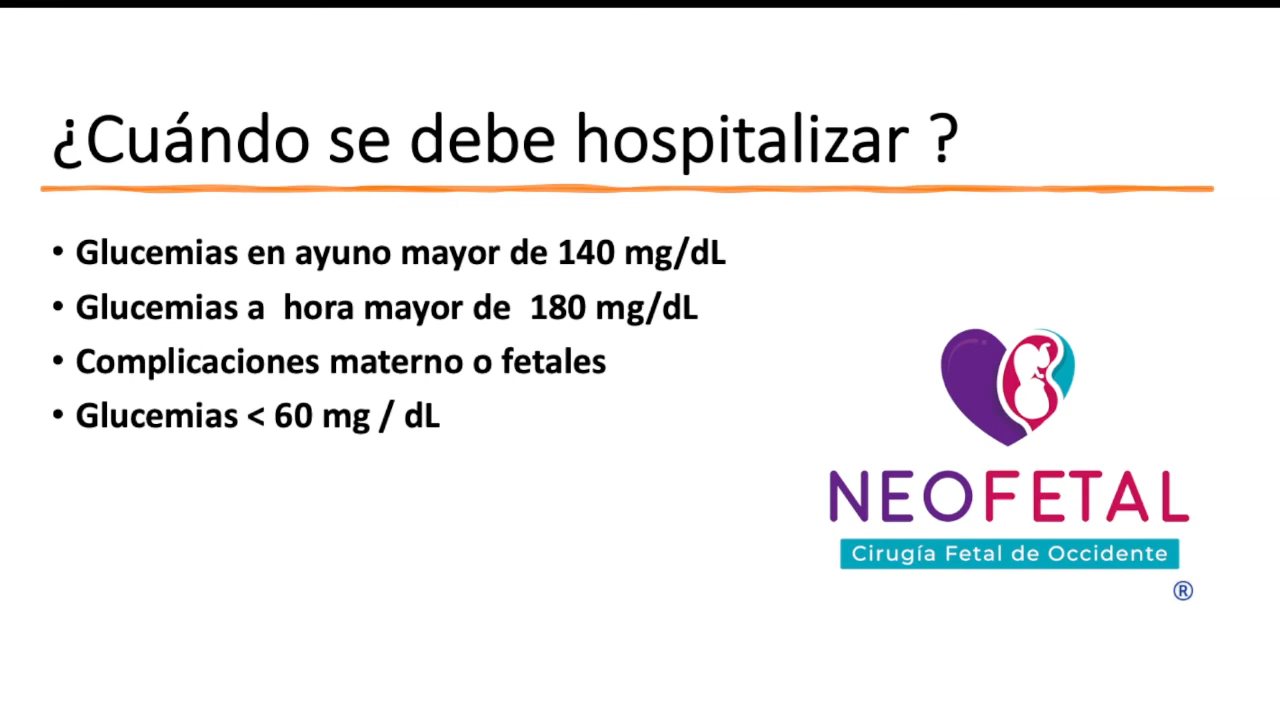 ¿Cuándo se debe hospitalizar ?
• Glucemias en ayuno mayor de 140 mg/dL
• Glucemias a  hora mayor de  180 mg/dL
• Complicaciones materno o fetales
• Glucemias < 60 mg / dL
NEOFETAL
Cirugía Fetal de Occidente
®